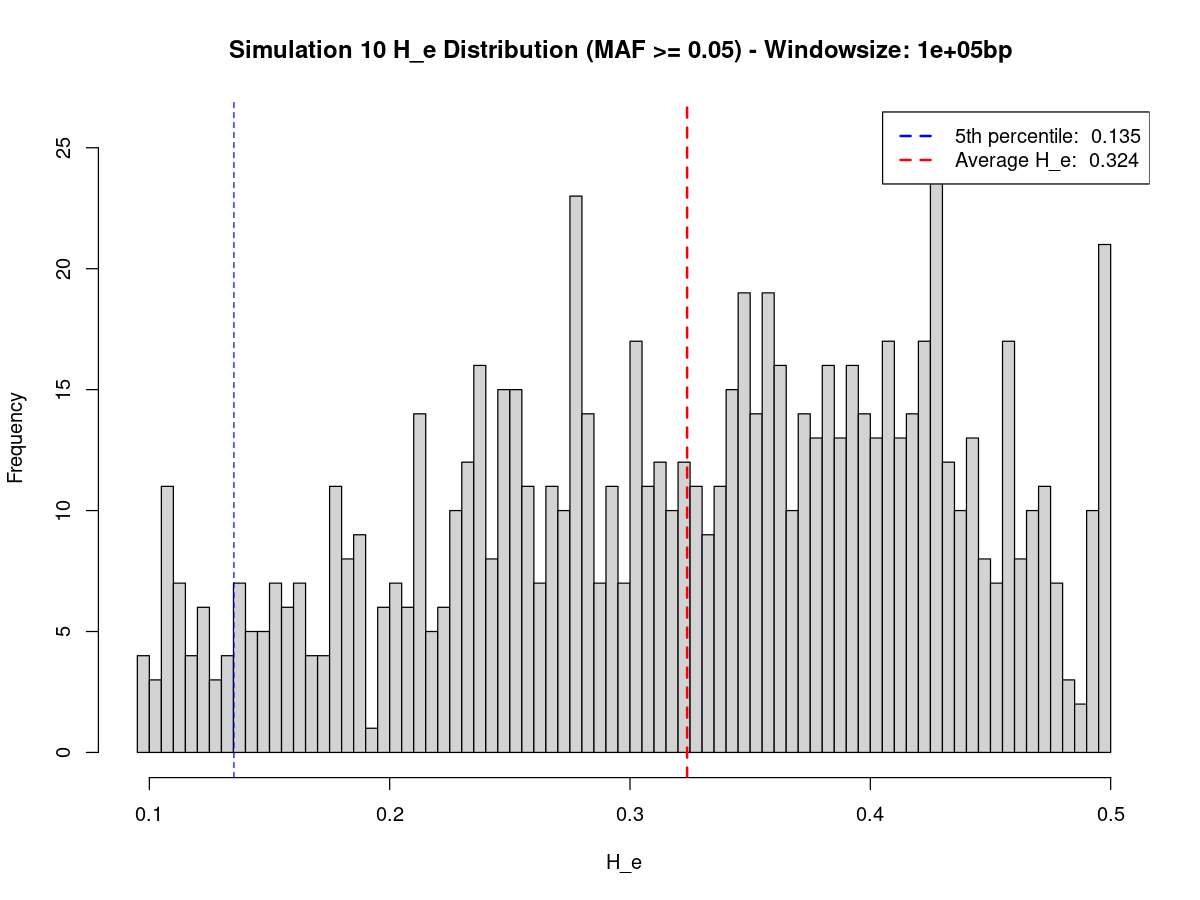 Simulation 10 H_e Distribution (MAF >= 0.05) - Windowsize: 1e+05bp
5th percentile:  0.135
Average H_e:  0.324
Frequency
25
20
15
10
5
0
0.1
0.2
0.3
0.4
0.5
H_e